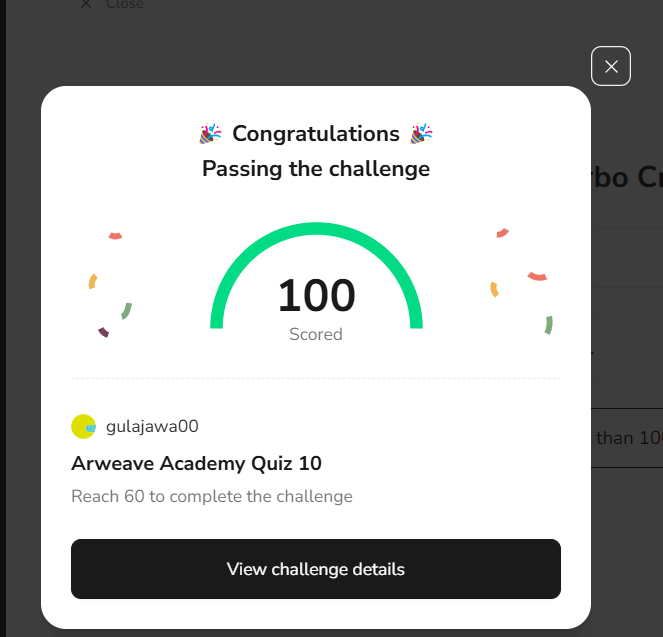 Close
Congratulations
Passing the challenge
rbo Cr
100
Scored
than 100
gulajawa00
Arweave Academy Quiz 10
Reach 60 to complete the challenge
View challenge details